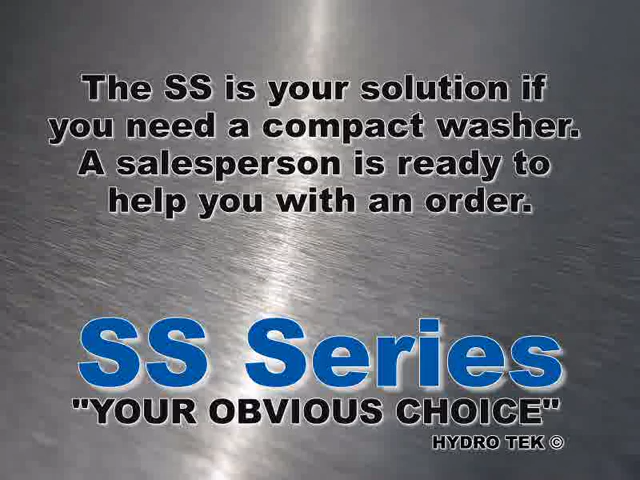 The SS is your solution if
you need a compact washer.
A salesperson is ready to
help you with an order.
SS Series
"YOUR OBVIOUS CHOICE"
HYDRO TEK ©